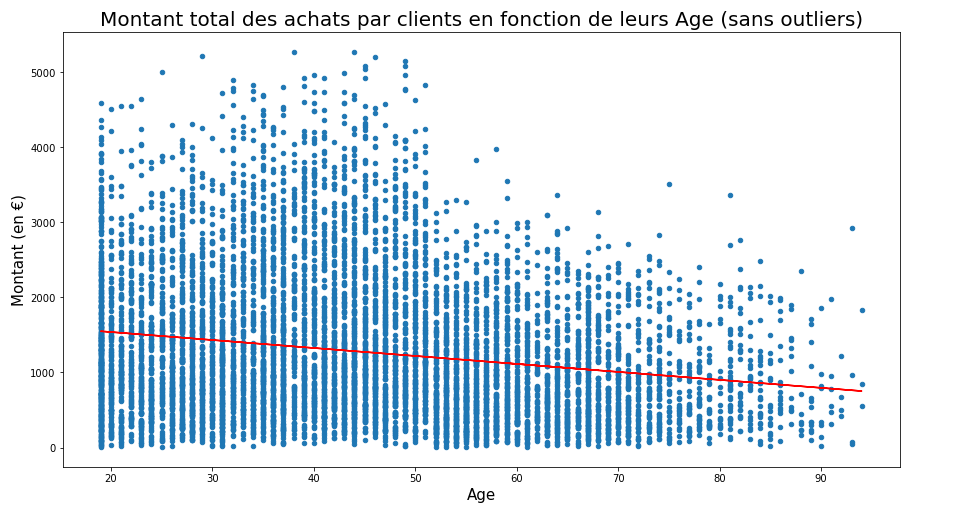 Montant total des achats par clients en fonction de leurs Age (sans outliers)
Montant (en €)
5000
4000
3000
2000
1000
0
20 30 40 50 60 70 80 90
Age